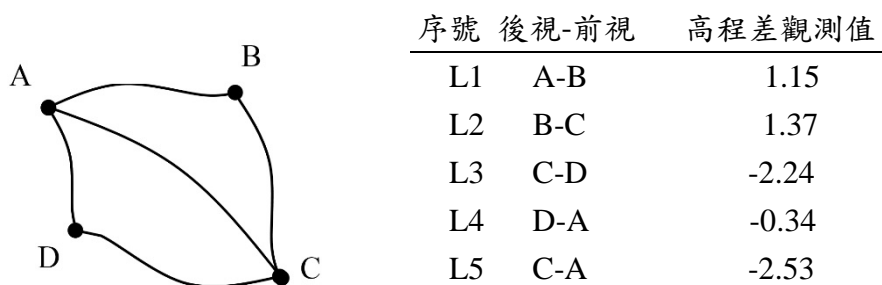 A
B
C
D
序號 後視-前視 高程差觀測值
L1 A-B 1.15
L2 B-C 1.37
L3 C-D -2.24
L4 D-A -0.34
L5 C-A -2.53